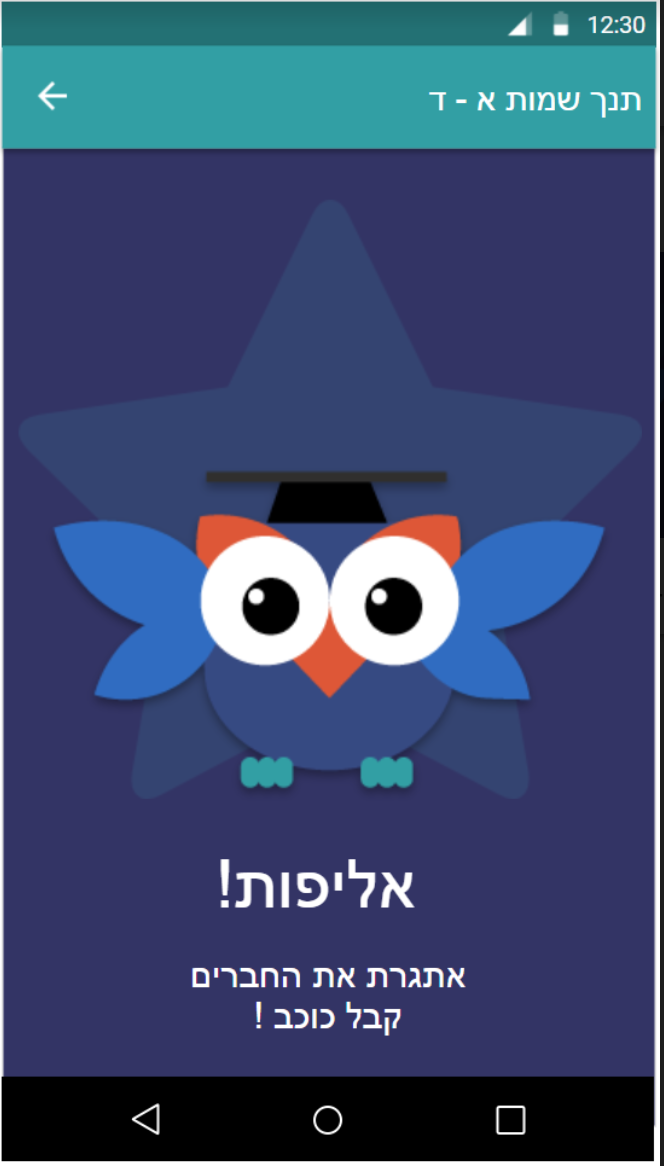 12:30
תנך שמות א - ד
אליפות!
אתגרת את החברים
קבל כוכב !